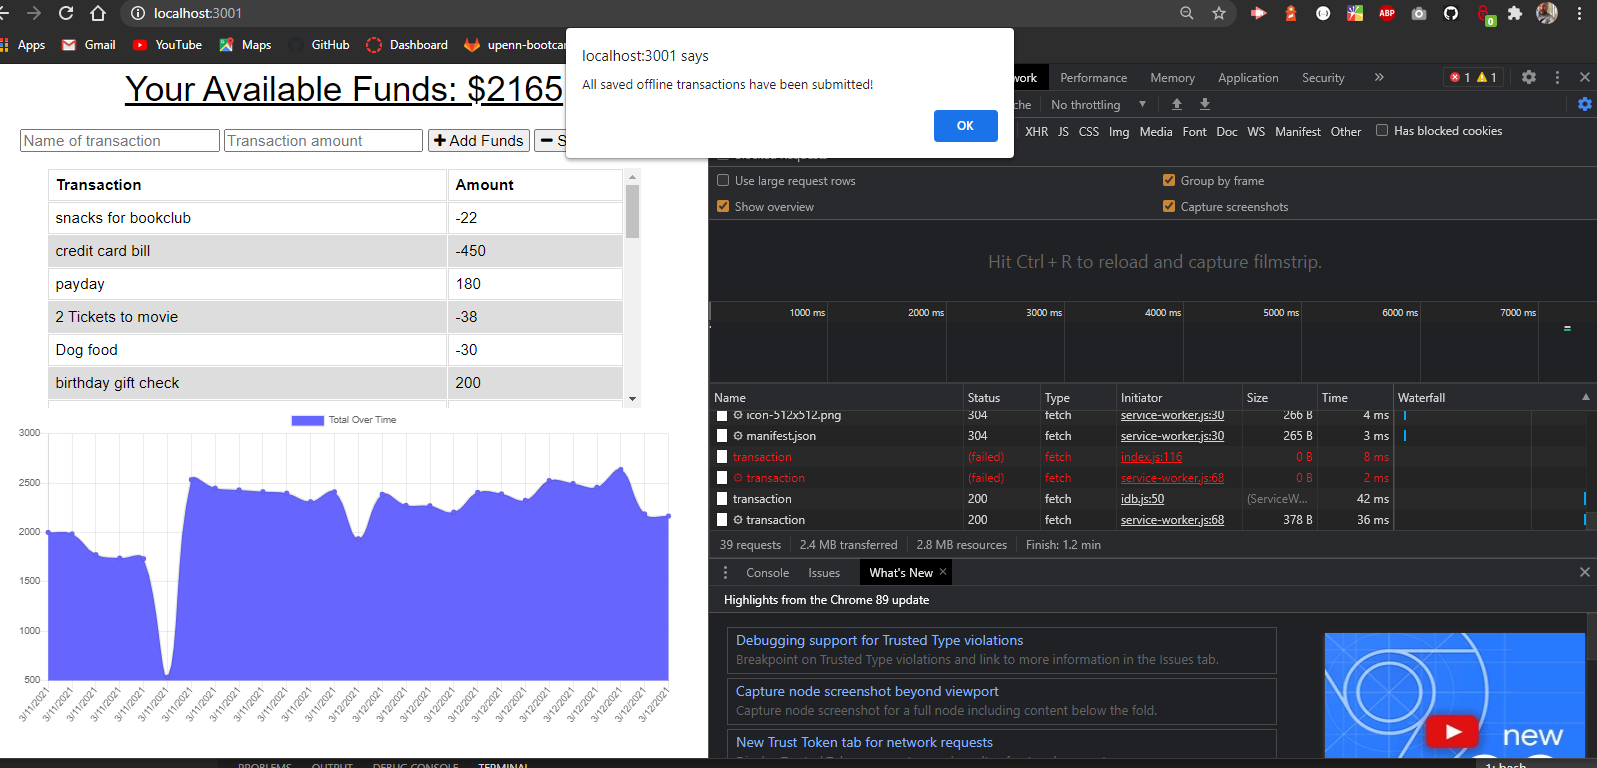 localhost:3001
ABP
0
Apps Gmail YouTube Maps GitHub Dashboard
localhost:3001 says
All saved offline transactions have been submitted!
OK
Your Available Funds: $2165
Name of transaction Transaction amount Add Funds
Transaction Amount
snacks for bookclub -22
credit card bill -450
payday 180
2 Tickets to movie -38
Dog food -30
birthday gift check 200
Total Over Time
3000
2500
2000
1500
1000
500
3/11/2021 3/11/2021 3/11/2021 3/11/2021 3/11/2021 3/11/2021 3/11/2021 3/11/2021 3/11/2021 3/11/2021 3/11/2021 3/11/2021 3/11/2021 3/12/2021 3/12/2021 3/12/2021 3/12/2021 3/12/2021 3/12/2021 3/12/2021 3/12/2021 3/12/2021 3/12/2021 3/12/2021 3/12/2021 3/12/2021 3/12/2021
Performance Memory Application Security » 1 1
No throttling
XHR JS CSS Img Media Font Doc WS Manifest Other Has blocked cookies
Use large request rows Group by frame
Show overview Capture screenshots
Hit Ctrl + R to reload and capture filmstrip.
1000 ms 2000 ms 3000 ms 4000 ms 5000 ms 6000 ms 7000 ms
Name Status Type Initiator Size Time Waterfall
icon-512x512.png 304 fetch service-worker.js:30 266 B 4 ms
manifest.json 304 fetch service-worker.js:30 265 B 3 ms
transaction (failed) fetch index.js:116 0 B 8 ms
transaction (failed) fetch service-worker.js:68 0 B 2 ms
transaction 200 fetch idb.js:50 (ServiceW... 42 ms
transaction 200 fetch service-worker.js:68 378 B 36 ms
39 requests 2.4 MB transferred 2.8 MB resources Finish: 1.2 min
Console Issues What's New
Highlights from the Chrome 89 update
Debugging support for Trusted Type violations
Breakpoint on Trusted Type violations and link to more information in the Issues tab.
Capture node screenshot beyond viewport
Capture node screenshot for a full node including content below the fold.
New Trust Token tab for network requests
new
PROBLEMS OUTPUT DEBUG CONSOLE TERMINAL
1: bash